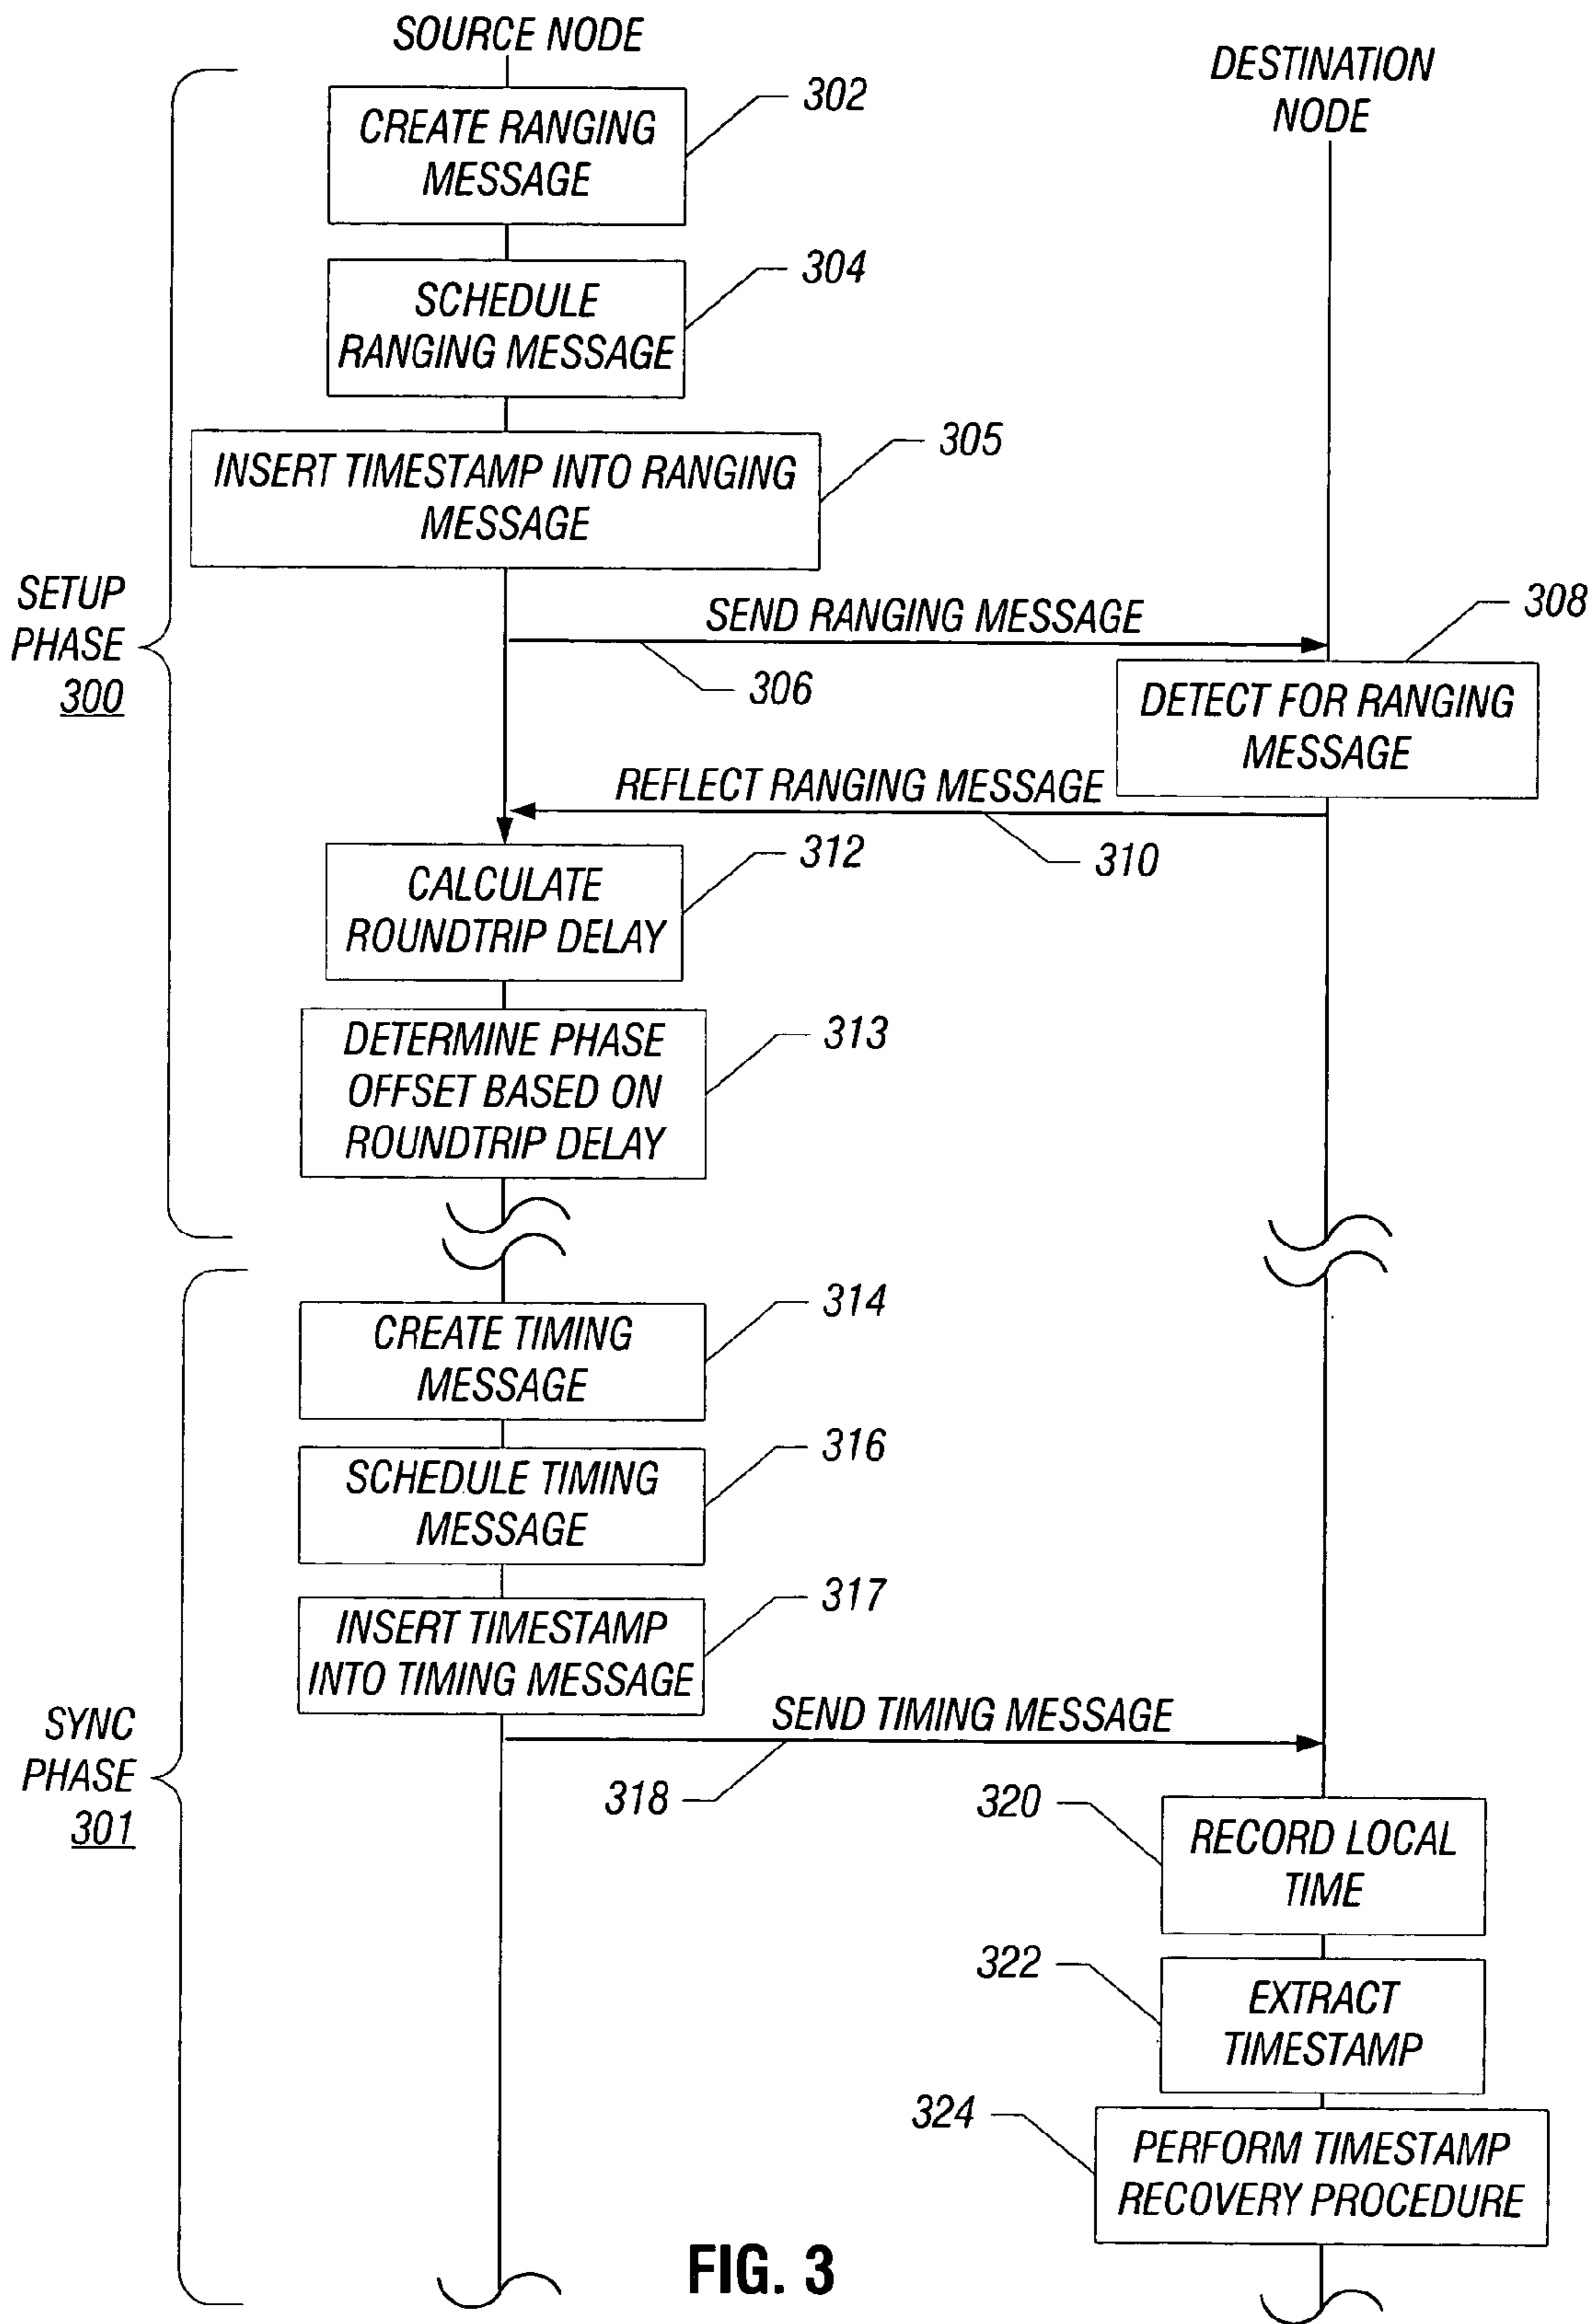 SOURCE NODE
DESTINATION
NODE
302
CREATE RANGING
MESSAGE
304
SCHEDULE
RANGING MESSAGE
305
INSERT TIMESTAMP INTO RANGING
MESSAGE
SETUP
PHASE
300
SEND RANGING MESSAGE
306
308
DETECT FOR RANGING
MESSAGE
REFLECT RANGING MESSAGE
310
312
CALCULATE
ROUNDTRIP DELAY
313
DETERMINE PHASE
OFFSET BASED ON
ROUNDTRIP DELAY
314
CREATE TIMING
MESSAGE
316
SCHEDULE TIMING
MESSAGE
317
INSERT TIMESTAMP
INTO TIMING MESSAGE
SYNC
PHASE
301
SEND TIMING MESSAGE
318
320
RECORD LOCAL
TIME
322
EXTRACT
TIMESTAMP
324
PERFORM TIMESTAMP
RECOVERY PROCEDURE
FIG. 3